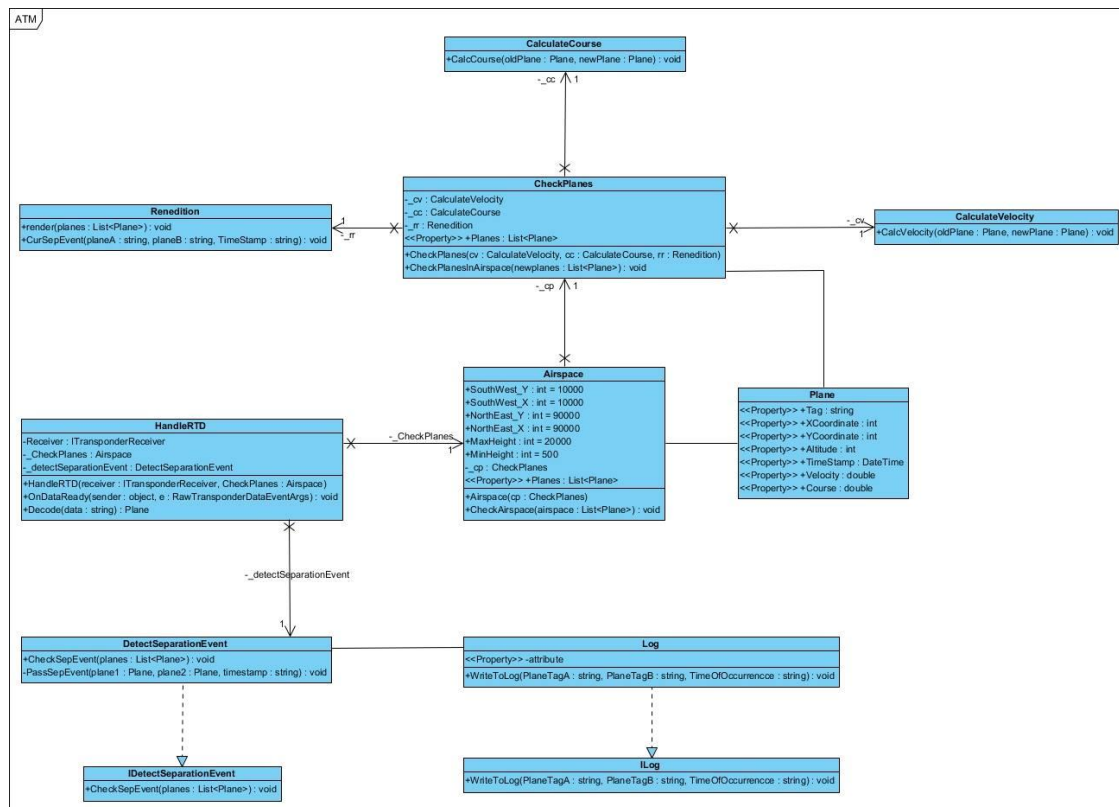 ATM
CalculateCourse
+CalcCourse(oldPlane : Plane, newPlane : Plane) : void
-_cc
1
CheckPlanes
-_cv : CalculateVelocity
-_cc : CalculateCourse
-_rr : Renedition
<<Property>> +Planes : List<Plane>
+CheckPlanes(cv : CalculateVelocity, cc : CalculateCourse, rr : Renedition)
+CheckPlanesInAirspace(newplanes : List<Plane>) : void
Renedition
+render(planes : List<Plane>) : void
+CurSepEvent(planeA : string, planeB : string, TimeStamp : string) : void
1
-_rr
-_cv
1
CalculateVelocity
+CalcVelocity(oldPlane : Plane, newPlane : Plane) : void
-_cp
1
Airspace
+SouthWest_Y : int = 10000
+SouthWest_X : int = 10000
+NorthEast_Y : int = 90000
+NorthEast_X : int = 90000
+MaxHeight : int = 20000
+MinHeight : int = 500
-_cp : CheckPlanes
<<Property>> +Planes : List<Plane>
+Airspace(cp : CheckPlanes)
+CheckAirspace(airspace : List<Plane>) : void
Plane
<<Property>> +Tag : string
<<Property>> +XCoordinate : int
<<Property>> +YCoordinate : int
<<Property>> +Altitude : int
<<Property>> +TimeStamp : DateTime
<<Property>> +Velocity : double
<<Property>> +Course : double
HandleRTD
-Receiver : ITransponderReceiver
-_CheckPlanes : Airspace
-_detectSeparationEvent : DetectSeparationEvent
+HandleRTD(receiver : ITransponderReceiver, CheckPlanes : Airspace)
+OnDataReady(sender : object, e : RawTransponderDataEventArgs) : void
+Decode(data : string) : Plane
-_CheckPlanes
1
-_detectSeparationEvent
1
DetectSeparationEvent
+CheckSepEvent(planes : List<Plane>) : void
-PassSepEvent(plane1 : Plane, plane2 : Plane, timestamp : string) : void
Log
<<Property>> -attribute
+WriteToLog(PlaneTagA : string, PlaneTagB : string, TimeOfOccurrencce : string) : void
IDetectSeparationEvent
+CheckSepEvent(planes : List<Plane>) : void
ILog
+WriteToLog(PlaneTagA : string, PlaneTagB : string, TimeOfOccurrencce : string) : void